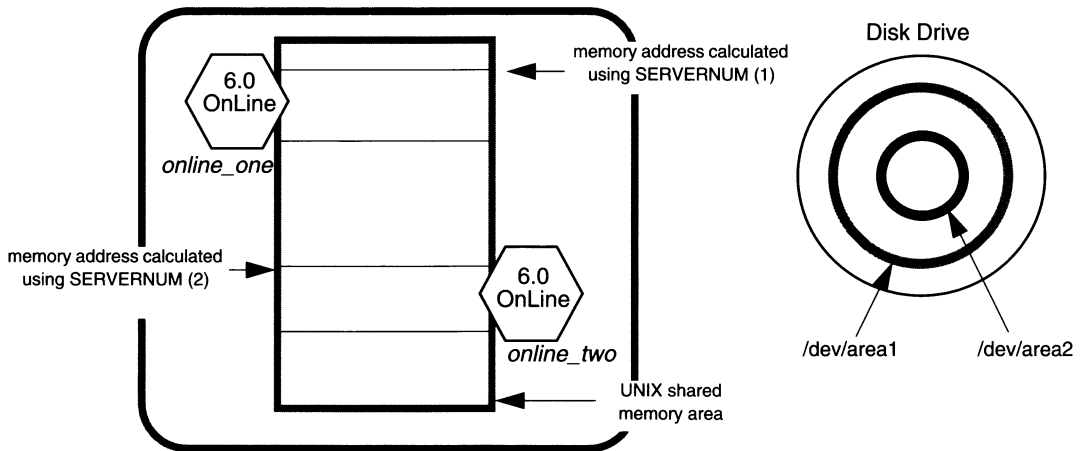 memory address calculated
using SERVERNUM (1)
Disk Drive
6.0
OnLine
online_one
memory address calculated
using SERVERNUM (2)
6.0
OnLine
online_two
/dev/area1
/dev/area2
UNIX shared
memory area